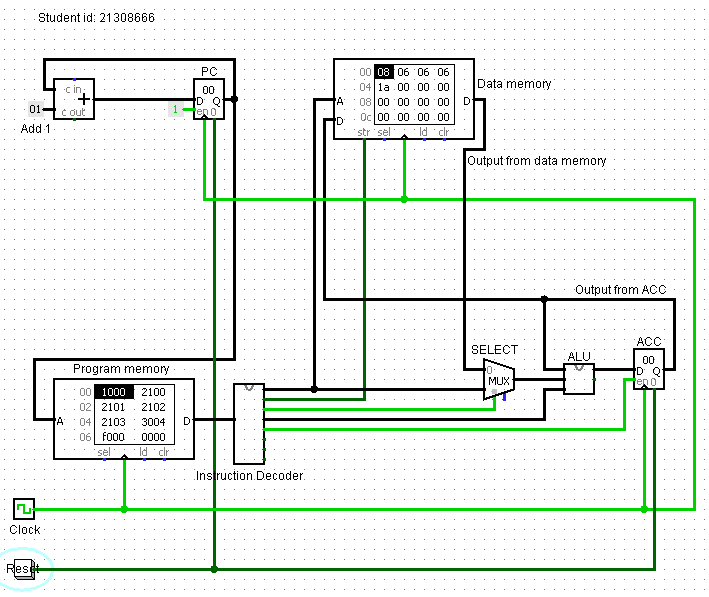 Student id: 21308666
PC
c in
+
c out
01
Add 1
1
00
D Q
en 0
00 08 06 06 06
04 1a 00 00 00
08 00 00 00 00
0c 00 00 00 00
A
D
D
str sel ld clr
Data memory
Output from data memory
Output from ACC
SELECT
0
MUX
ALU
ACC
00
D Q
en 0
Program memory
00 1000 2100
02 2101 2102
04 2103 3004
06 f000 0000
A
D
sel ld clr
Instruction Decoder
Clock
Reset